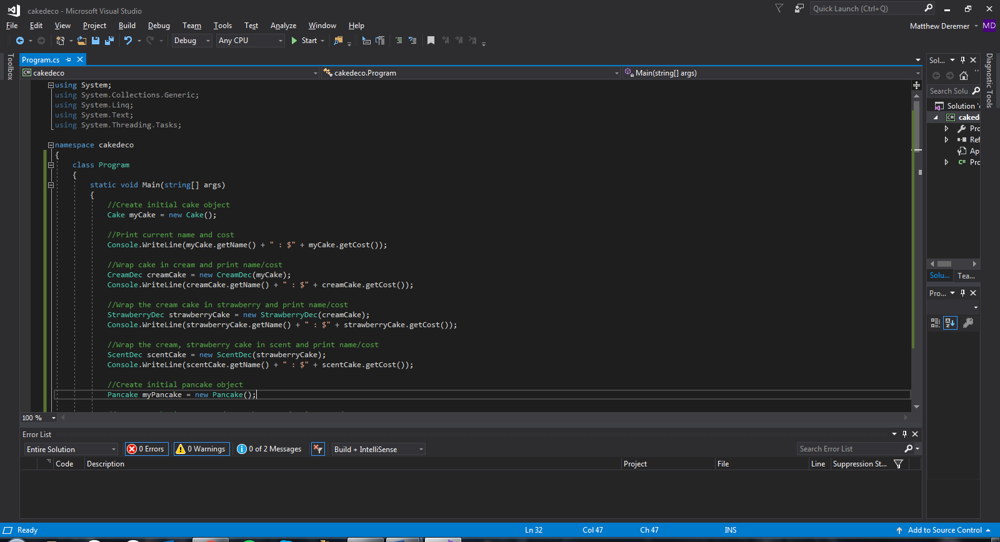 cakedeco - Microsoft Visual Studio
Quick Launch (Ctrl+Q)
File Edit View Project Build Debug Team Tools Test Analyze Window Help
Matthew Deremer MD
Debug Any CPU Start
Toolbox
Program.cs
cakedeco cakedeco.Program Main(string[] args)
using System;
using System.Collections.Generic;
using System.Linq;
using System.Text;
using System.Threading.Tasks;
namespace cakedeco
{
class Program
{
static void Main(string[] args)
{
//Create initial cake object
Cake myCake = new Cake();
//Print current name and cost
Console.WriteLine(myCake.getName() + " : $" + myCake.getCost());
//Wrap cake in cream and print name/cost
CreamDec creamCake = new CreamDec(myCake);
Console.WriteLine(creamCake.getName() + " : $" + creamCake.getCost());
//Wrap the cream cake in strawberry and print name/cost
StrawberryDec strawberryCake = new StrawberryDec(creamCake);
Console.WriteLine(strawberryCake.getName() + " : $" + strawberryCake.getCost());
//Wrap the cream, strawberry cake in scent and print name/cost
ScentDec scentCake = new ScentDec(strawberryCake);
Console.WriteLine(scentCake.getName() + " : $" + scentCake.getCost());
//Create initial pancake object
Pancake myPancake = new Pancake();
100 %
Sol...
Search Solu
Solution '
C# caked
Pro
Ref
Ap
C# Pro
Solu... Tea...
Pro...
Diagnostic Tools
Error List
Entire Solution 0 Errors 0 Warnings 0 of 2 Messages Build + IntelliSense Search Error List
Code Description Project File Line Suppression St...
Ready Ln 32 Col 47 Ch 47 INS Add to Source Control